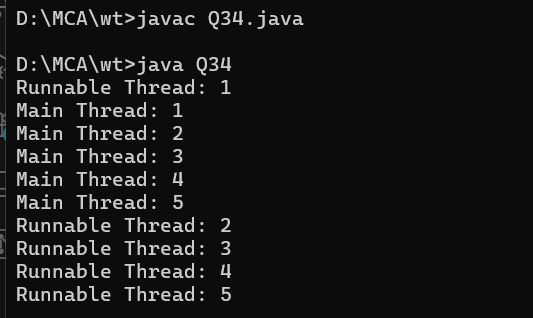 D:\MCA\wt>javac Q34.java
D:\MCA\wt>java Q34
Runnable Thread: 1
Main Thread: 1
Main Thread: 2
Main Thread: 3
Main Thread: 4
Main Thread: 5
Runnable Thread: 2
Runnable Thread: 3
Runnable Thread: 4
Runnable Thread: 5